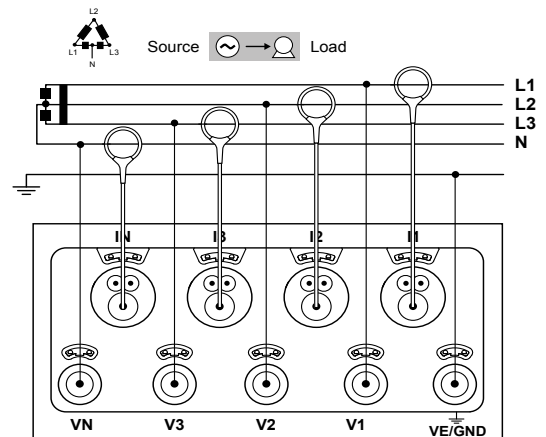 L2
L1 L3
N
Source Load
L1
L2
L3
N
IN I3 I2 I1
VN V3 V2 V1 VE/GND